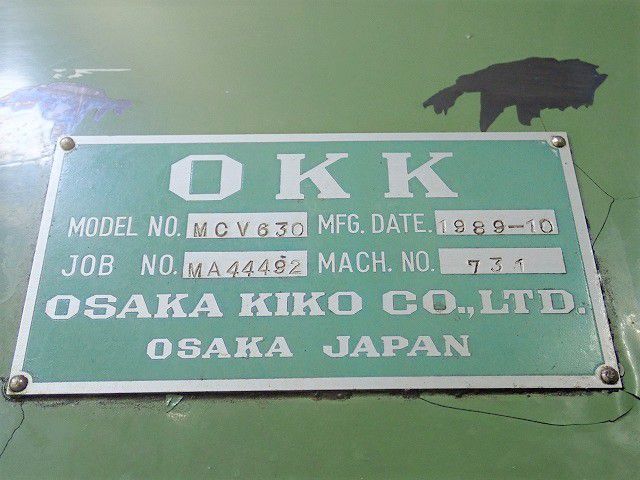 OKK
MODEL NO. MCV630 MFG. DATE. 1989-10
JOB NO. MA44492 MACH. NO. 731
OSAKA KIKO CO., LTD.
OSAKA JAPAN